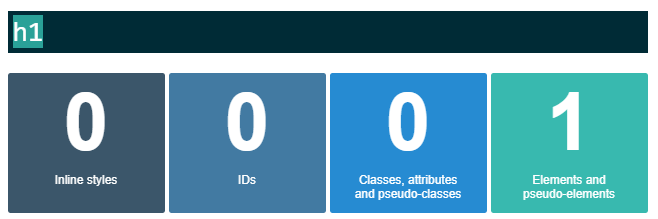 h1
0 0 0 1
Inline styles IDs Classes, attributes Elements and
and pseudo-classes pseudo-elements